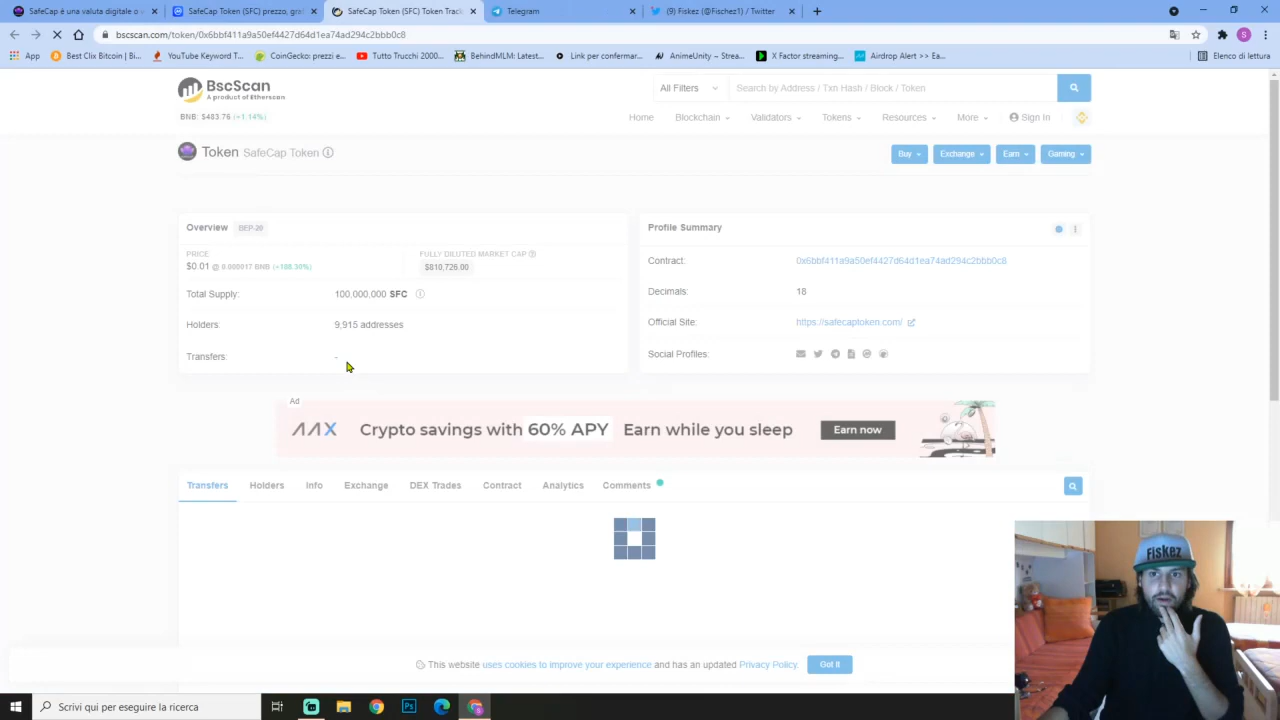 SafeCap è una valuta digitale o
SafeCap prezzo, grafici
SafeCap Token (SFC) Token Track
Telegram
(9) Fiskez @ / Twitter
bscscan.com/token/0x6bbf411a9a50ef4427d64d1ea74ad294c2bbb0c8
App
Best Clix Bitcoin | Bi...
YouTube
CoinGecko: prezzi e...
Tutto Trucchi 2000...
BehindMLM: Latest...
Link per confermar...
AnimeUnity ~ Strea...
X Factor streaming...
Airdrop Alert >> Ea...
Elenco di lettura
BscScan
A product of Etherscan
All Filters
Search by Address / Txn Hash / Block / Token
BNB: $483.76 (+1.14%)
Home
Blockchain
Validators
Tokens
Resources
More
Sign In
Token SafeCap Token
Buy
Exchange
Earn
Gaming
Overview BEP-20
PRICE
$0.01 @ 0.000017 BNB (+188.30%)
FULLY DILUTED MARKET CAP
$810,726.00
Total Supply: 100,000,000 SFC
Holders: 9,915 addresses
Transfers: -
Profile Summary
Contract: 0x6bbf411a9a50ef4427d64d1ea74ad294c2bbb0c8
Decimals: 18
Official Site: https://safecaptoken.com/
Social Profiles:
Ad
AAX Crypto savings with 60% APY Earn while you sleep Earn now
Transfers
Holders
Info
Exchange
DEX Trades
Contract
Analytics
Comments
FISKEZ
This website uses cookies to improve your experience and has an updated Privacy Policy. Got It
Scrivi qui per eseguire la ricerca